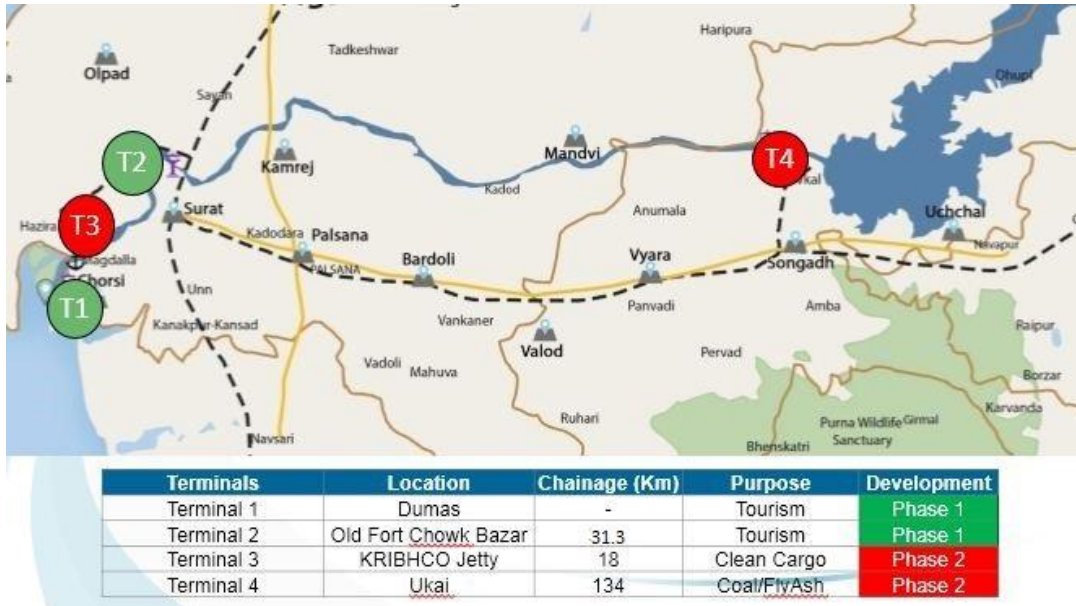 Haripura
Tadkeshwar
Olpad
Dhupi
Sayan
T2
Mandvi
T4
Kamrej
Kadod
Anumala
Uchchal
Surat
T3
Hazira
Kadodara
Palsana
Navapur
PALSANA
Bardoli
Vyara
Songadh
Magdalla
Chorsi
T1
Unn
Panvadi
Amba
Kanakpur-Kansad
Vankaner
Raipur
Valod
Pervad
Vadoli
Mahuva
Borzar
Ruhari
Karvanda
Purna Wildlife Girmal
Sanctuary
Navsari
Bhenskatri
Terminals Location Chainage (Km) Purpose Development
Terminal 1 Dumas - Tourism Phase 1
Terminal 2 Old Fort Chowk Bazar 31.3 Tourism Phase 1
Terminal 3 KRIBHCO Jetty 18 Clean Cargo Phase 2
Terminal 4 Ukai 134 Coal/FlyAsh Phase 2